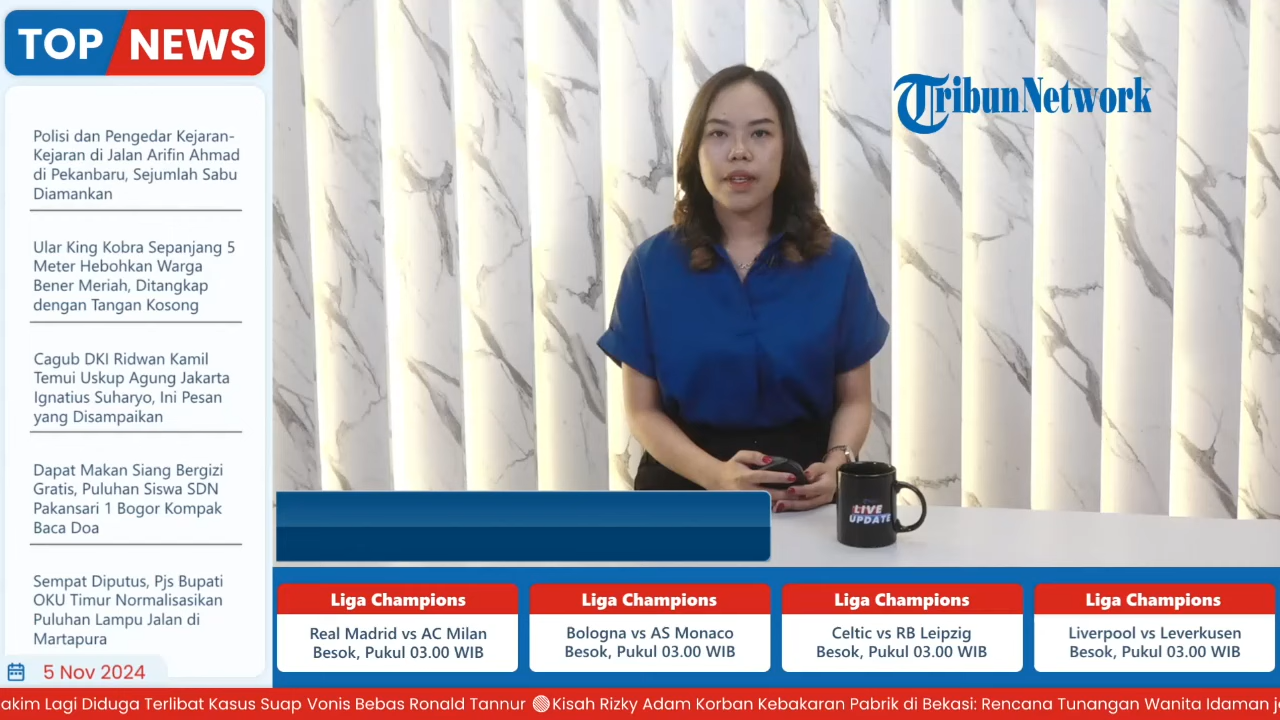 TOP NEWS
Polisi dan Pengedar Kejaran-
Kejaran di Jalan Arifin Ahmad
di Pekanbaru, Sejumlah Sabu
Diamankan
Ular King Kobra Sepanjang 5
Meter Hebohkan Warga
Bener Meriah, Ditangkap
dengan Tangan Kosong
Cagub DKI Ridwan Kamil
Temui Uskup Agung Jakarta
Ignatius Suharyo, Ini Pesan
yang Disampaikan
Dapat Makan Siang Bergizi
Gratis, Puluhan Siswa SDN
Pakansari 1 Bogor Kompak
Baca Doa
Sempat Diputus, Pjs Bupati
OKU Timur Normalisasikan
Puluhan Lampu Jalan di
Martapura
5 Nov 2024
TribunNetwork
LIVE
UPDATE
Liga Champions
Real Madrid vs AC Milan
Besok, Pukul 03.00 WIB
Liga Champions
Bologna vs AS Monaco
Besok, Pukul 03.00 WIB
Liga Champions
Celtic vs RB Leipzig
Besok, Pukul 03.00 WIB
Liga Champions
Liverpool vs Leverkusen
Besok, Pukul 03.00 WIB
akim Lagi Diduga Terlibat Kasus Suap Vonis Bebas Ronald Tannur Kisah Rizky Adam Korban Kebakaran Pabrik di Bekasi: Rencana Tunangan Wanita Idaman